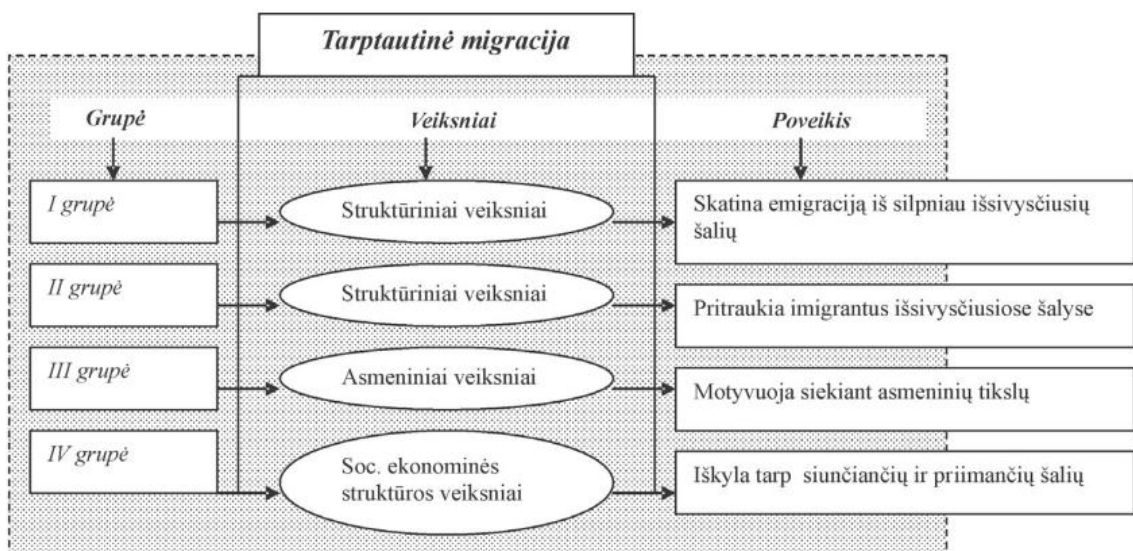 Tarptautinė migracija
Grupė
Veiksniai
Poveikis
I grupė
Struktūriniai veiksniai
Skatina emigraciją iš silpniau išsivysčiusių
šalių
II grupė
Struktūriniai veiksniai
Pritraukia imigrantus išsivysčiusiose šalyse
III grupė
Asmeniniai veiksniai
Motyvuoja siekiant asmeninių tikslų
IV grupė
Soc. ekonominės
struktūros veiksniai
Iškyla tarp siunčiančių ir priimančių šalių